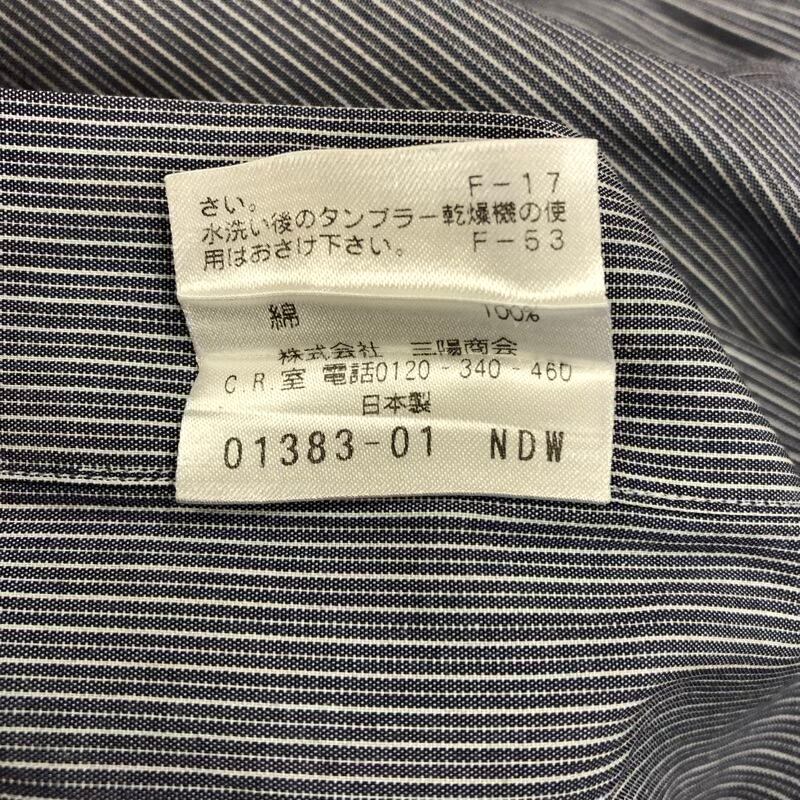 さい。 F-17
水洗い後のタンブラー乾燥機の使
用はおさけ下さい。 F-53
綿 100%
株式会社 三陽商会
C.R.室 電話0120-340-460
日本製
01383-01 NDW